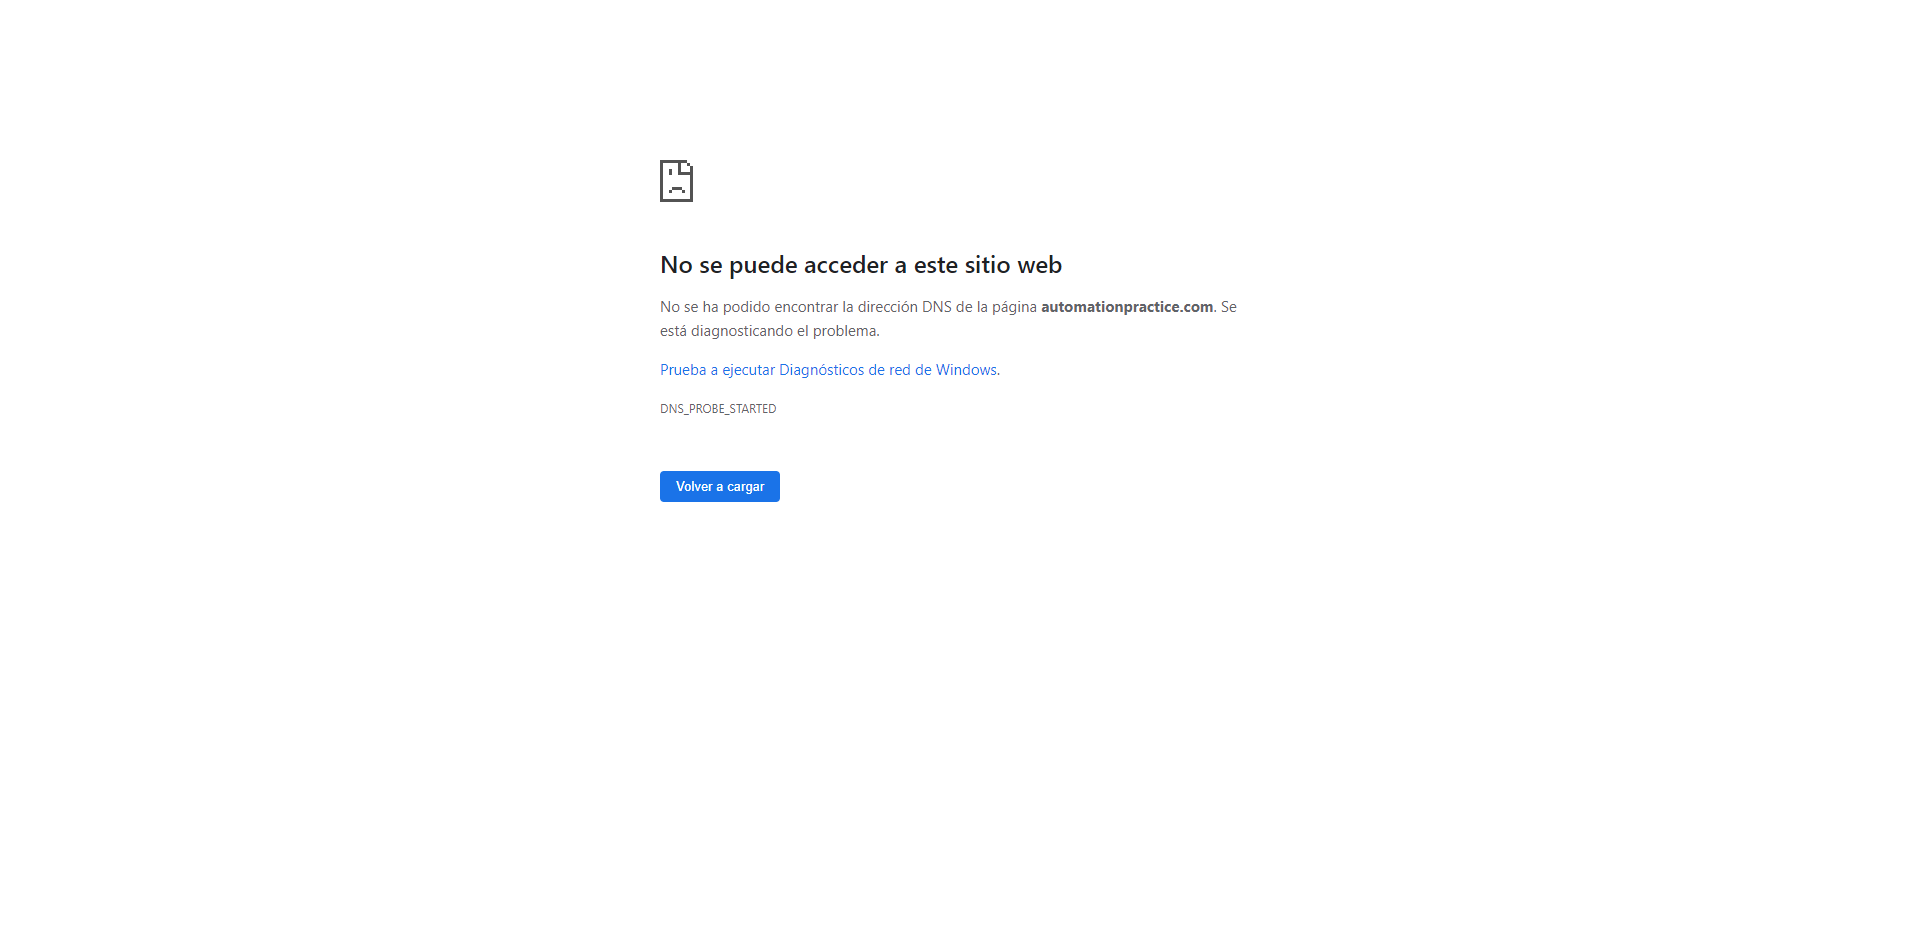 No se puede acceder a este sitio web
No se ha podido encontrar la dirección DNS de la página automationpractice.com. Se
está diagnosticando el problema.
Prueba a ejecutar Diagnósticos de red de Windows.
DNS_PROBE_STARTED
Volver a cargar